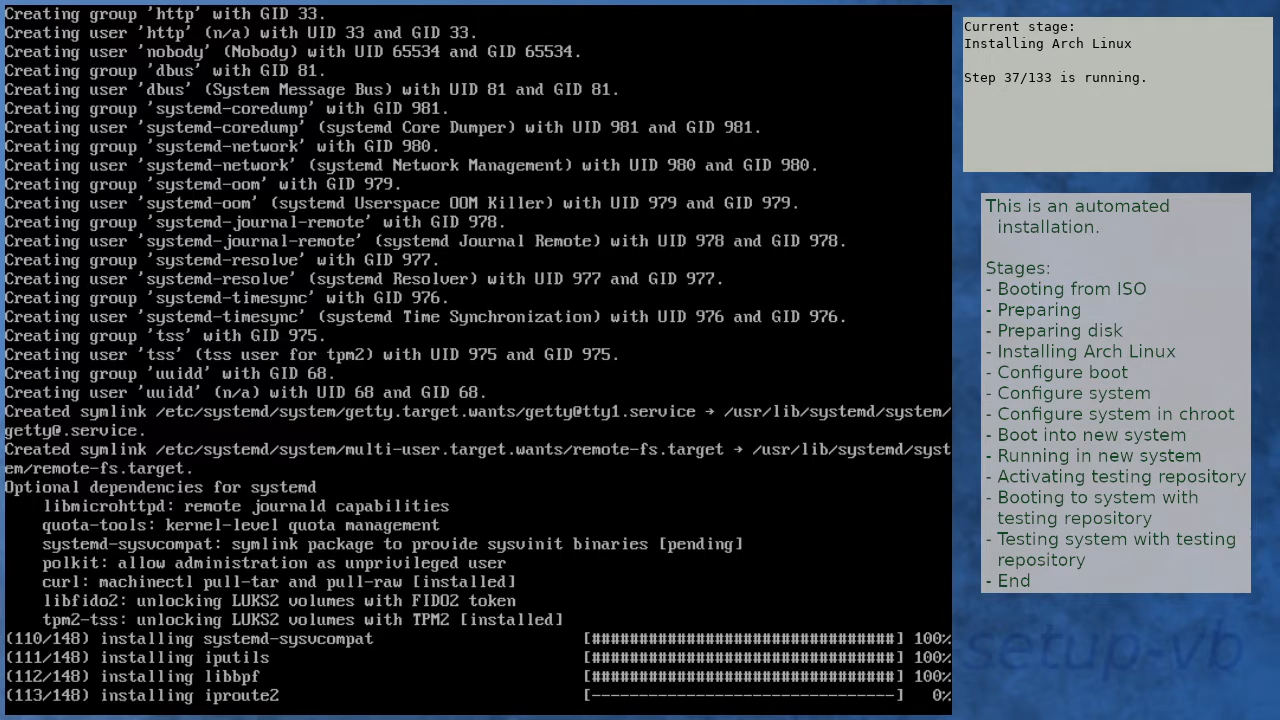 Creating group 'http' with GID 33.
Creating user 'http' (n/a) with UID 33 and GID 33.
Creating user 'nobody' (Nobody) with UID 65534 and GID 65534.
Creating group 'dbus' with GID 81.
Creating user 'dbus' (System Message Bus) with UID 81 and GID 81.
Creating group 'systemd-coredump' with GID 981.
Creating user 'systemd-coredump' (systemd Core Dumper) with UID 981 and GID 981.
Creating group 'systemd-network' with GID 980.
Creating user 'systemd-network' (systemd Network Management) with UID 980 and GID 980.
Creating group 'systemd-oom' with GID 979.
Creating user 'systemd-oom' (systemd Userspace OOM Killer) with UID 979 and GID 979.
Creating group 'systemd-journal-remote' with GID 978.
Creating user 'systemd-journal-remote' (systemd Journal Remote) with UID 978 and GID 978.
Creating group 'systemd-resolve' with GID 977.
Creating user 'systemd-resolve' (systemd Resolver) with UID 977 and GID 977.
Creating group 'systemd-timesync' with GID 976.
Creating user 'systemd-timesync' (systemd Time Synchronization) with UID 976 and GID 976.
Creating group 'tss' with GID 975.
Creating user 'tss' (tss user for tpm2) with UID 975 and GID 975.
Creating group 'uuidd' with GID 68.
Creating user 'uuidd' (n/a) with UID 68 and GID 68.
Created symlink /etc/systemd/system/getty.target.wants/getty@tty1.service → /usr/lib/systemd/system/
getty@.service.
Created symlink /etc/systemd/system/multi-user.target.wants/remote-fs.target → /usr/lib/systemd/syst
em/remote-fs.target.
Optional dependencies for systemd
    libmicrohttpd: remote journald capabilities
    quota-tools: kernel-level quota management
    systemd-sysvcompat: symlink package to provide sysvinit binaries [pending]
    polkit: allow administration as unprivileged user
    curl: machinectl pull-tar and pull-raw [installed]
    libfido2: unlocking LUKS2 volumes with FIDO2 token
    tpm2-tss: unlocking LUKS2 volumes with TPM2 [installed]
(110/148) installing systemd-sysvcompat [################################] 100%
(111/148) installing iputils [################################] 100%
(112/148) installing libbpf [################################] 100%
(113/148) installing iproute2 [--------------------------------] 0%
Current stage:
Installing Arch Linux
Step 37/133 is running.
This is an automated
installation.
Stages:
- Booting from ISO
- Preparing
- Preparing disk
- Installing Arch Linux
- Configure boot
- Configure system
- Configure system in chroot
- Boot into new system
- Running in new system
- Activating testing repository
- Booting to system with
testing repository
- Testing system with testing
repository
- End
setup-vb